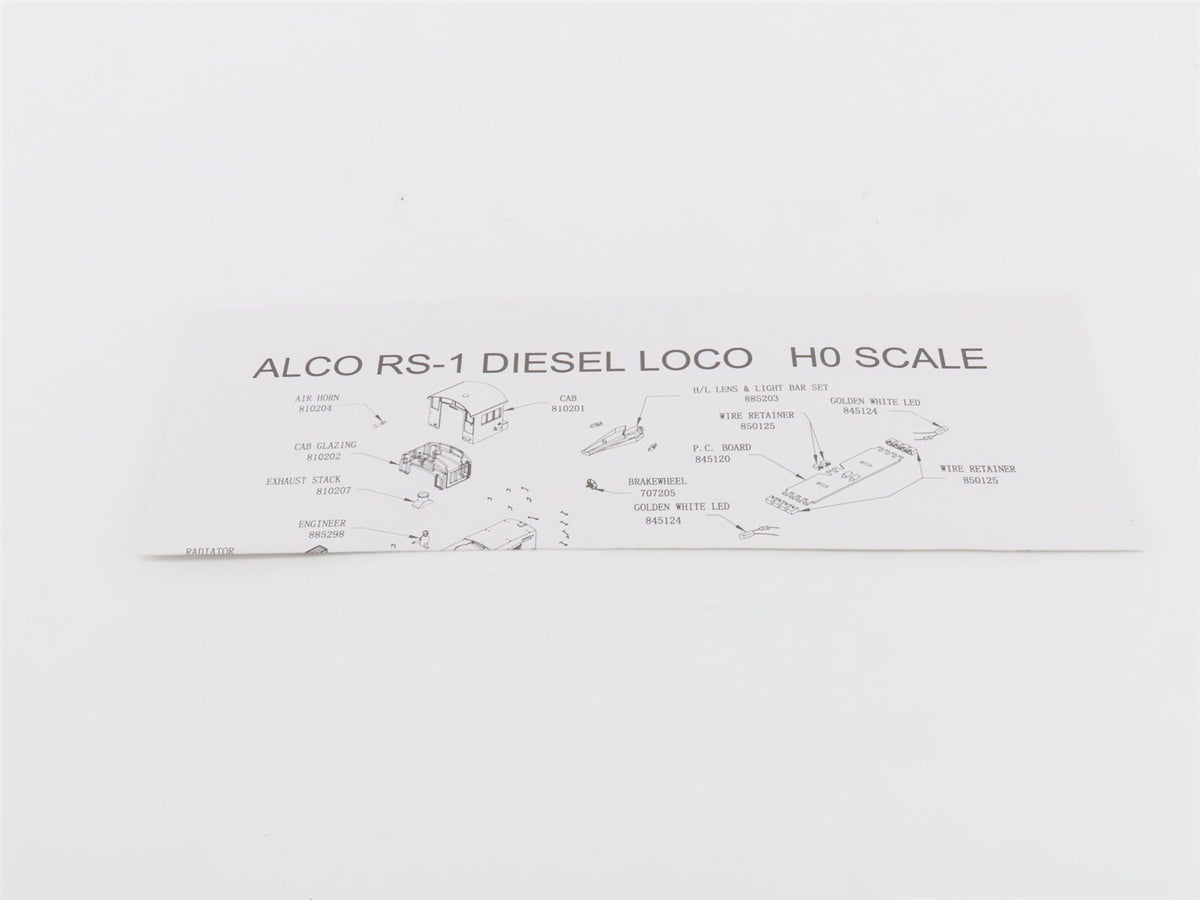 ALCO RS-1 DIESEL LOCO H0 SCALE
AIR HORN
810204
CAB
810201
H/L LENS & LIGHT BAR SET
885203
GOLDEN WHITE LED
845124
WIRE RETAINER
850125
CAB GLAZING
810202
P.C. BOARD
845120
WIRE RETAINER
850125
EXHAUST STACK
810207
BRAKEWHEEL
707205
GOLDEN WHITE LED
845124
ENGINEER
885298
RADIATOR